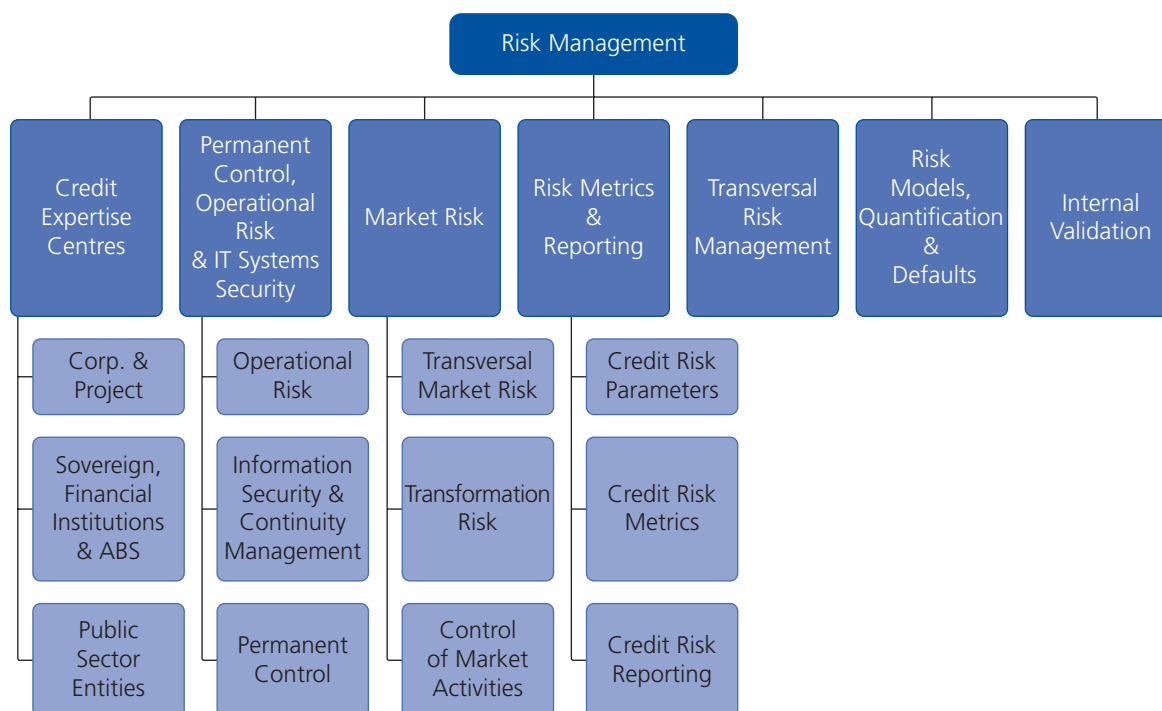 Risk Management
Credit
Expertise
Centres
Permanent
Control,
Operational
Risk
& IT Systems
Security
Market Risk
Risk Metrics
&
Reporting
Transversal
Risk
Management
Risk
Models,
Quantification
&
Defaults
Internal
Validation
Corp. &
Project
Operational
Risk
Transversal
Market Risk
Credit Risk
Parameters
Sovereign,
Financial
Institutions
& ABS
Information
Security &
Continuity
Management
Transformation
Risk
Credit Risk
Metrics
Public
Sector
Entities
Permanent
Control
Control
of Market
Activities
Credit Risk
Reporting